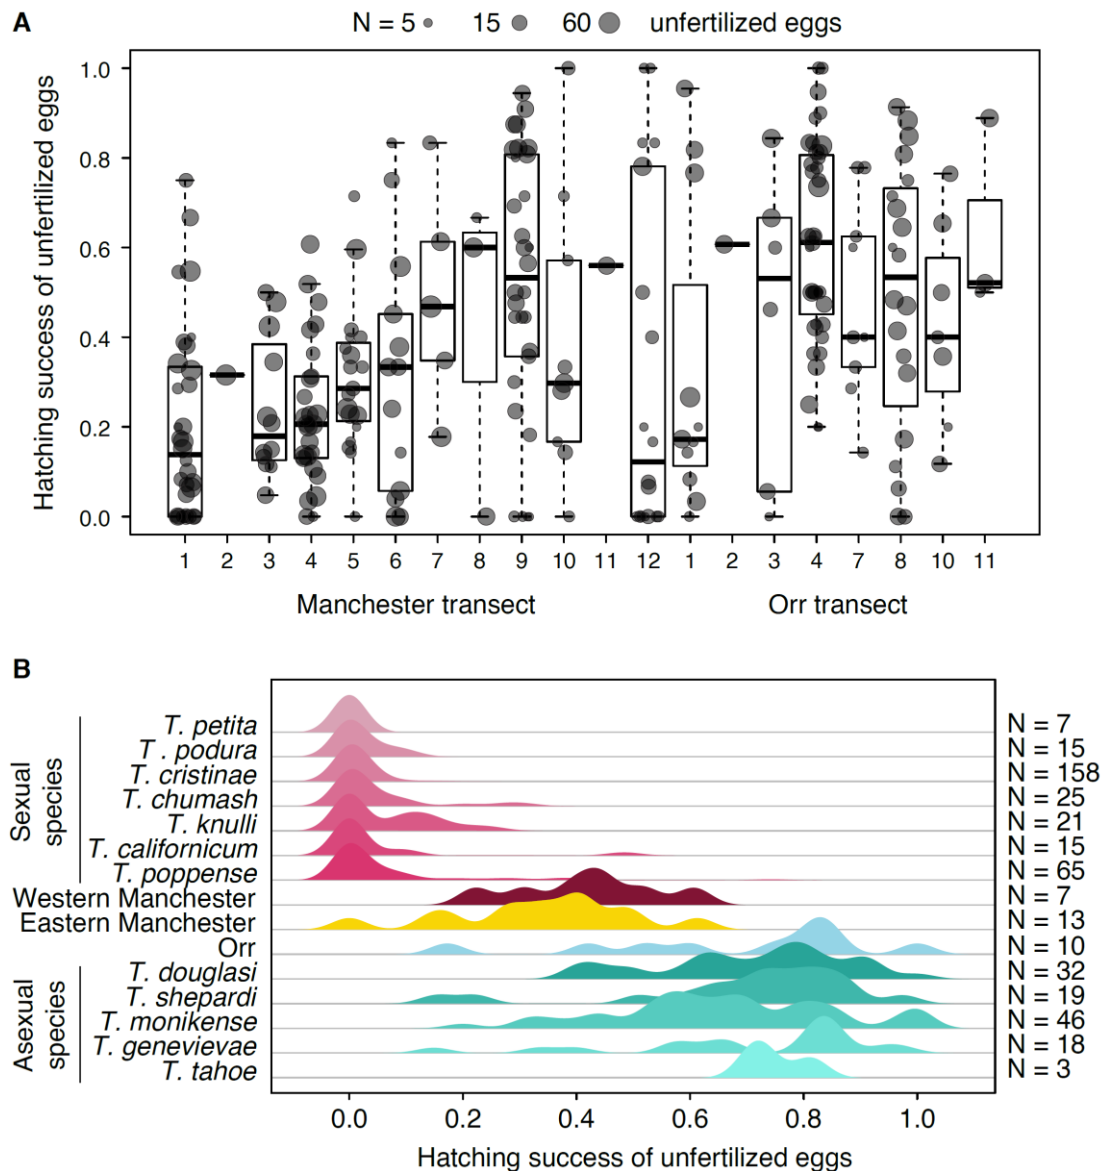 A
N = 5 15 60 unfertilized eggs
Hatching success of unfertilized eggs
1.0
0.8
0.6
0.4
0.2
0.0
1 2 3 4 5 6 7 8 9 10 11 12 1 2 3 4 7 8 10 11
Manchester transect Orr transect
B
Sexual species
T. petita N = 7
T . podura N = 15
T. cristinae N = 158
T. chumash N = 25
T. knulli N = 21
T. californicum N = 15
T. poppense N = 65
Western Manchester N = 7
Eastern Manchester N = 13
Orr N = 10
Asexual species
T. douglasi N = 32
T. shepardi N = 19
T. monikense N = 46
T. genevievae N = 18
T. tahoe N = 3
0.0 0.2 0.4 0.6 0.8 1.0
Hatching success of unfertilized eggs